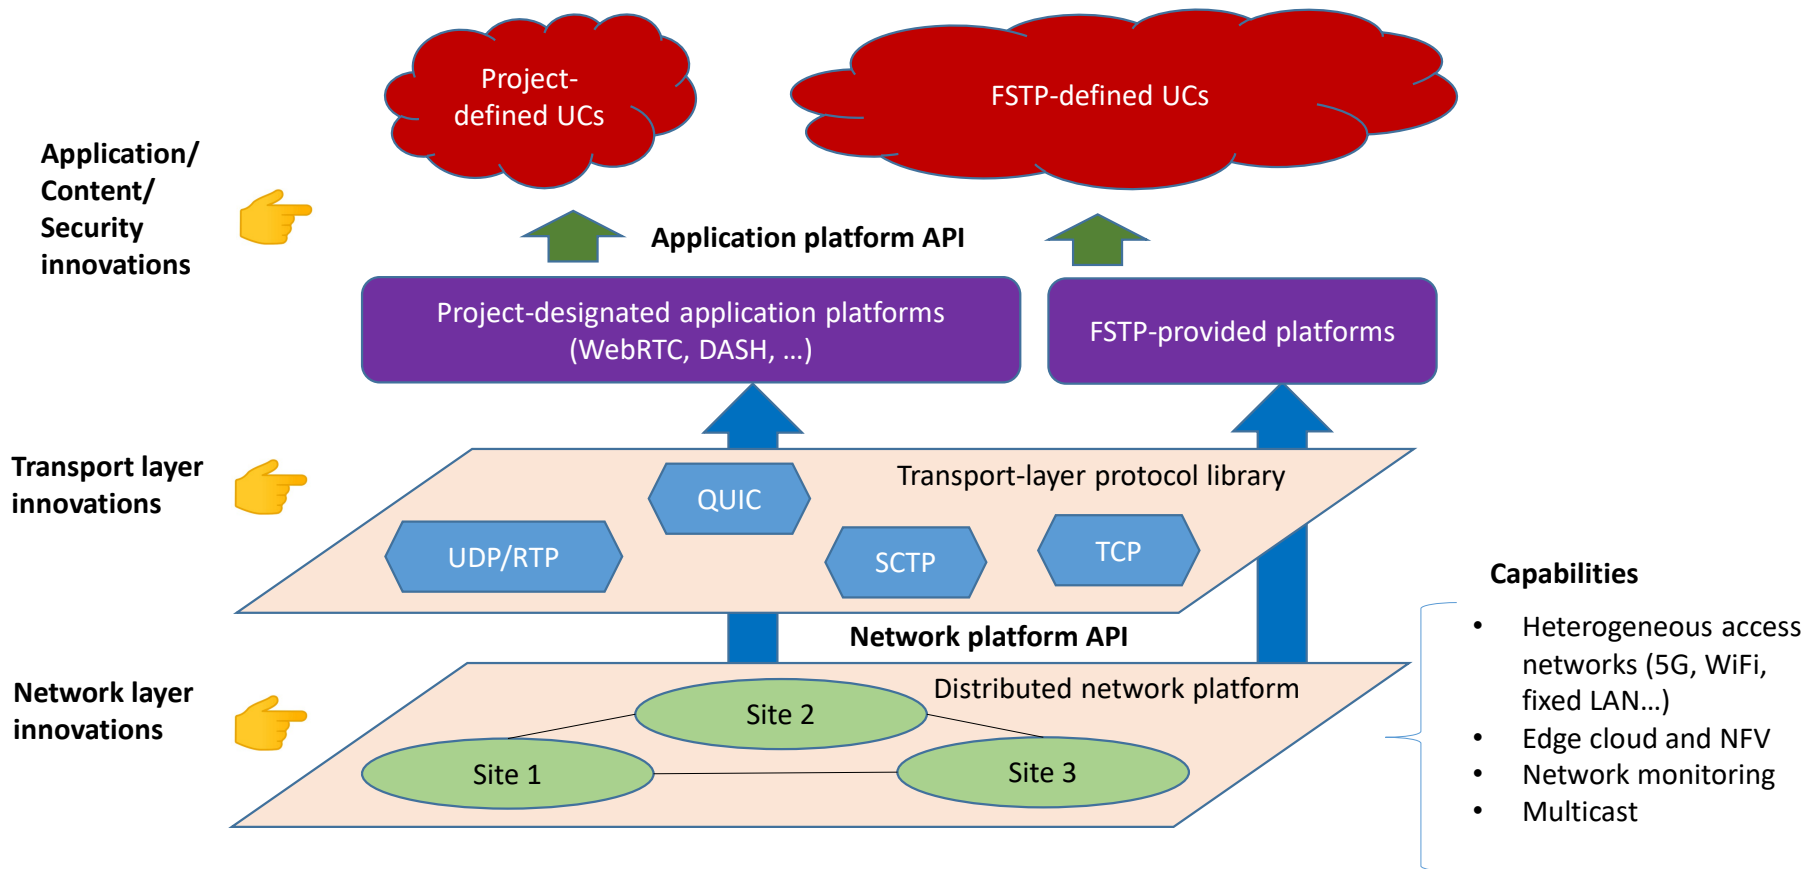 Project-
defined UCs
FSTP-defined UCs
Application/
Content/
Security
innovations
Application platform API
Project-designated application platforms
(WebRTC, DASH, ...)
FSTP-provided platforms
Transport layer
innovations
Transport-layer protocol library
QUIC
UDP/RTP
SCTP
TCP
Network platform API
Network layer
innovations
Distributed network platform
Site 2
Site 1
Site 3
Capabilities
• Heterogeneous access
networks (5G, WiFi,
fixed LAN...)
• Edge cloud and NFV
• Network monitoring
• Multicast